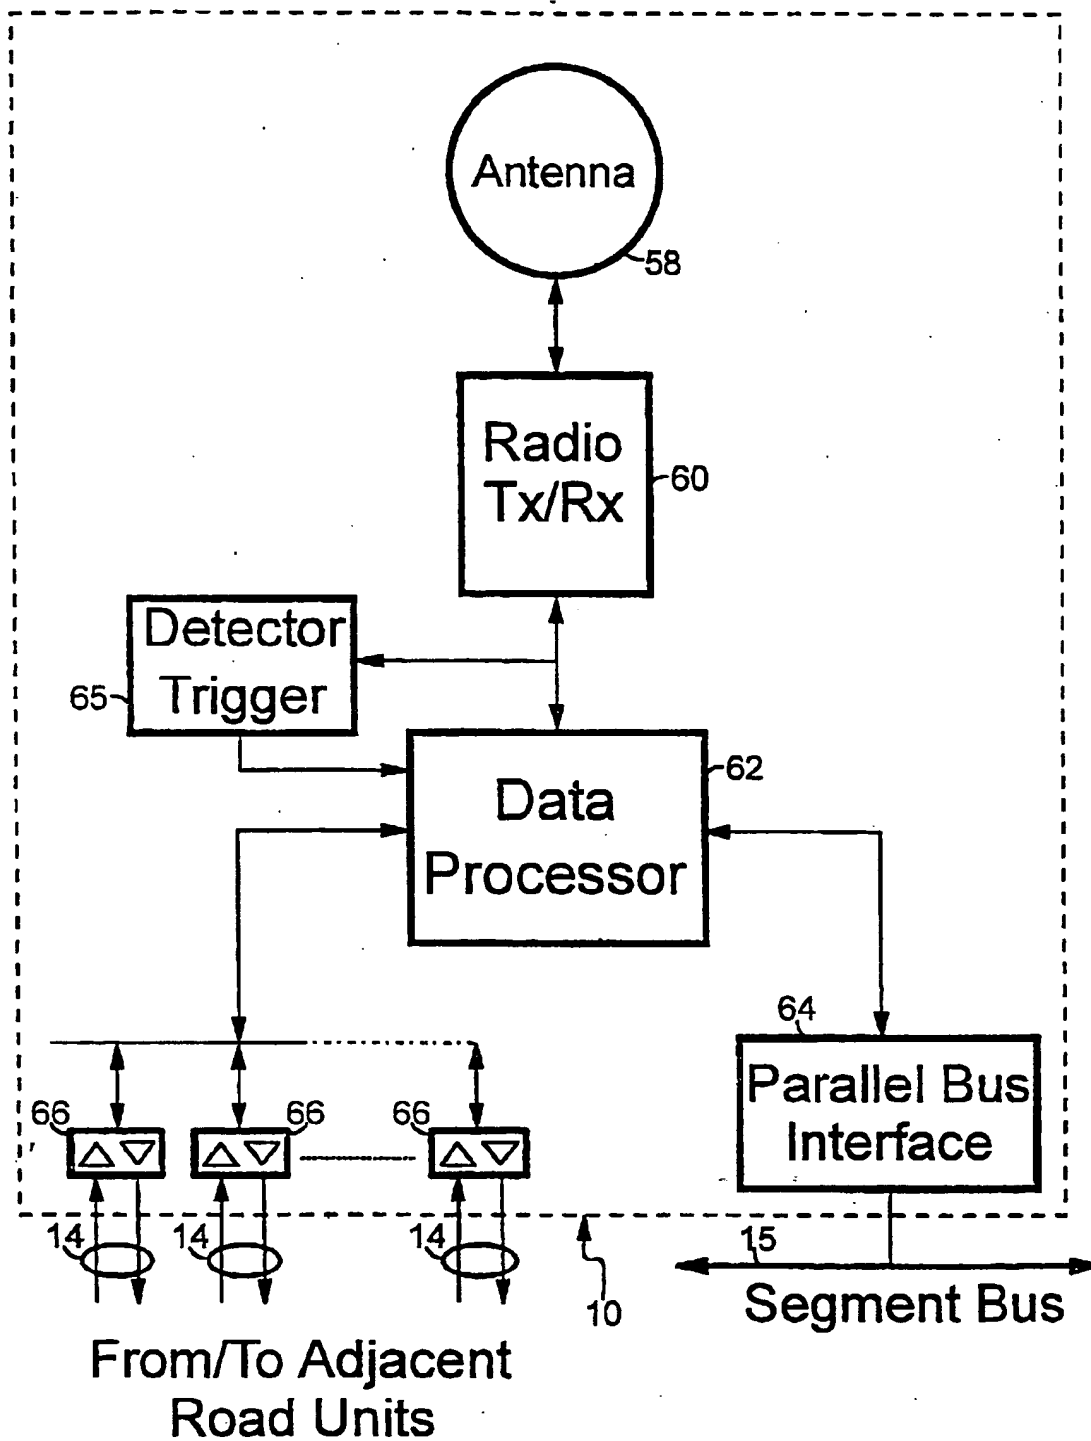 Antenna
58
Radio
Tx/Rx
60
Detector
Trigger
65
Data
Processor
62
64
Parallel Bus
Interface
66
66
66
14
14
14
10
15
Segment Bus
From/To Adjacent
Road Units